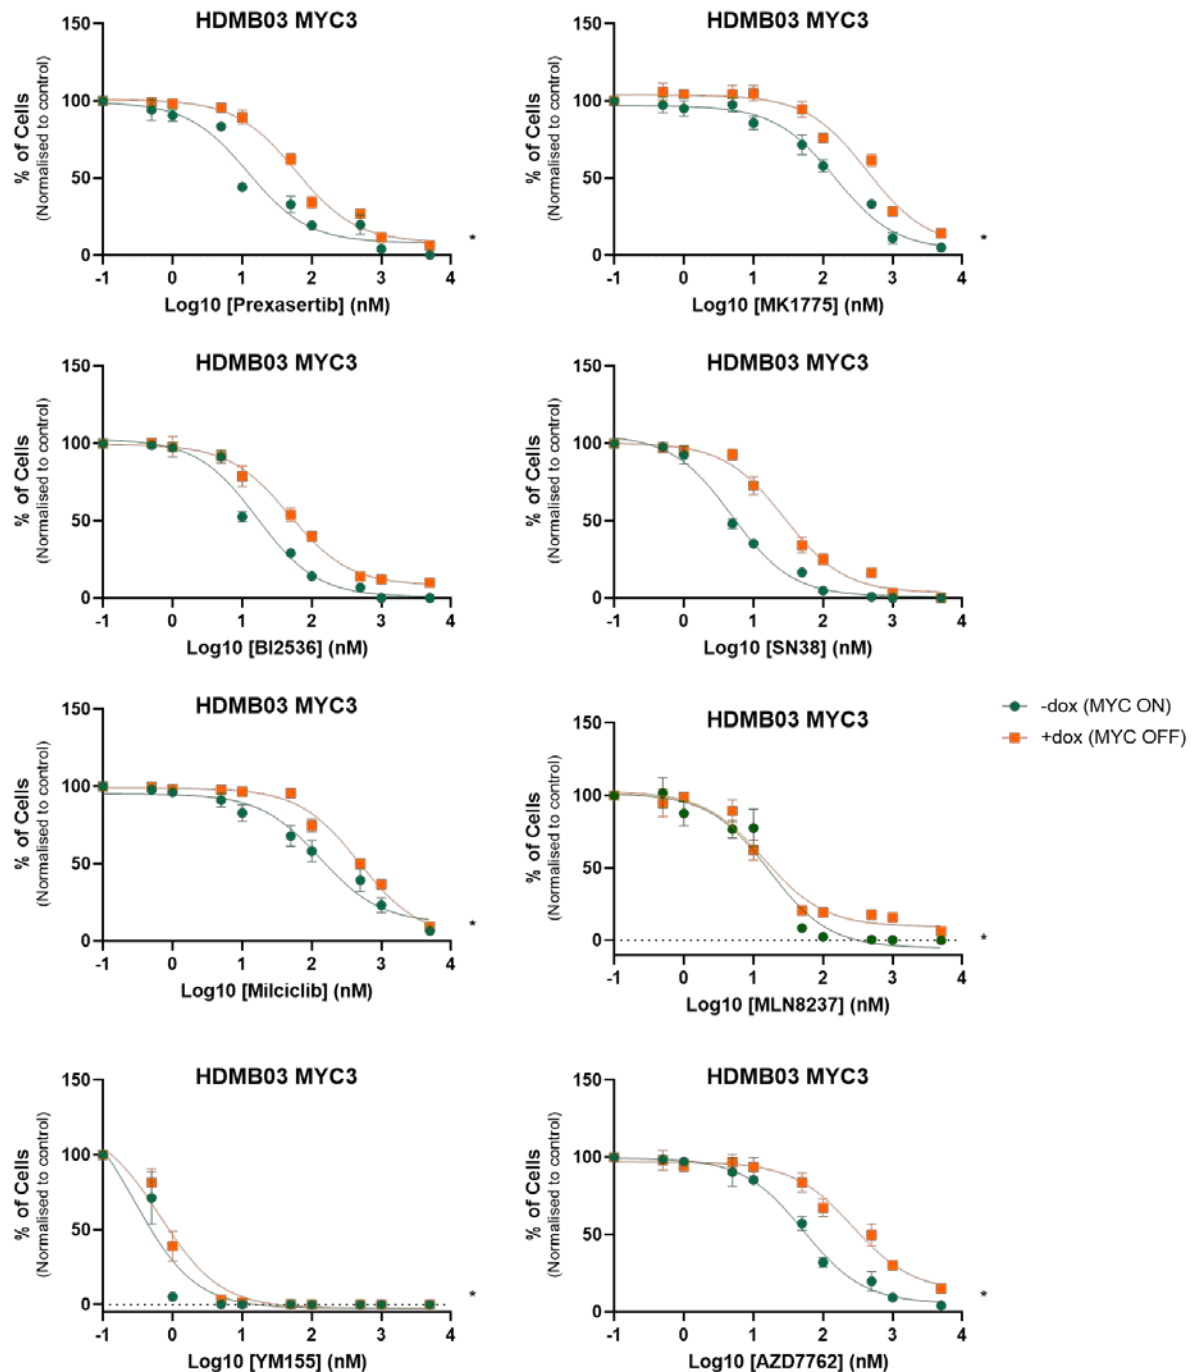 HDMB03 MYC3
% of Cells
(Normalised to control)
150
100
50
0
-1 0 1 2 3 4
Log10 [Prexasertib] (nM)
*
HDMB03 MYC3
% of Cells
(Normalised to control)
150
100
50
0
-1 0 1 2 3 4
Log10 [MK1775] (nM)
*
HDMB03 MYC3
% of Cells
(Normalised to control)
150
100
50
0
-1 0 1 2 3 4
Log10 [BI2536] (nM)
HDMB03 MYC3
% of Cells
(Normalised to control)
150
100
50
0
-1 0 1 2 3 4
Log10 [SN38] (nM)
HDMB03 MYC3
% of Cells
(Normalised to control)
150
100
50
0
-1 0 1 2 3 4
Log10 [Milciclib] (nM)
*
HDMB03 MYC3
% of Cells
(Normalised to control)
150
100
50
0
-1 0 1 2 3 4
Log10 [MLN8237] (nM)
*
-dox (MYC ON)
+dox (MYC OFF)
HDMB03 MYC3
% of Cells
(Normalised to control)
150
100
50
0
-1 0 1 2 3 4
Log10 [YM155] (nM)
*
HDMB03 MYC3
% of Cells
(Normalised to control)
150
100
50
0
-1 0 1 2 3 4
Log10 [AZD7762] (nM)
*